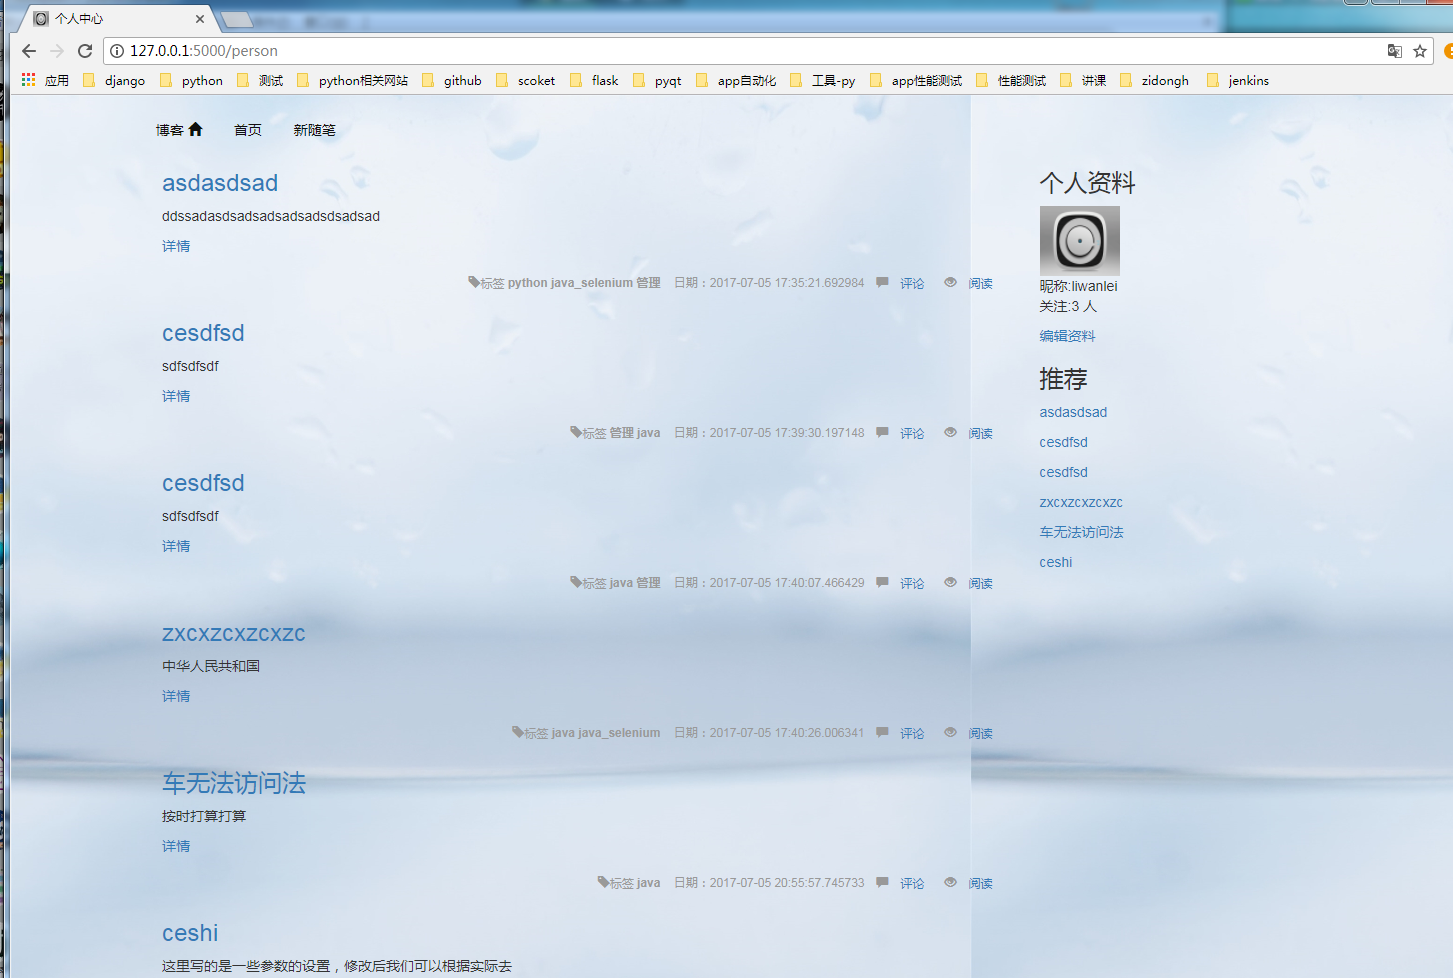 个人中心
127.0.0.1:5000/person
应用 django python 测试 python相关网站 github scoket flask pyqt app自动化 工具-py app性能测试 性能测试 讲课 zidongh jenkins
博客 首页 新随笔
asdasdsad
ddssadasdsadsadsadsadsdsadsad
详情
标签 python java_selenium 管理 日期：2017-07-05 17:35:21.692984 评论 阅读
cesdfsd
sdfsdfsdf
详情
标签 管理 java 日期：2017-07-05 17:39:30.197148 评论 阅读
cesdfsd
sdfsdfsdf
详情
标签 java 管理 日期：2017-07-05 17:40:07.466429 评论 阅读
zxcxzcxzcxzc
中华人民共和国
详情
标签 java java_selenium 日期：2017-07-05 17:40:26.006341 评论 阅读
车无法访问法
按时打算打算
详情
标签 java 日期：2017-07-05 20:55:57.745733 评论 阅读
ceshi
这里写的是一些参数的设置，修改后我们可以根据实际去
个人资料
昵称:liwanlei
关注:3 人
编辑资料
推荐
asdasdsad
cesdfsd
cesdfsd
zxcxzcxzcxzc
车无法访问法
ceshi